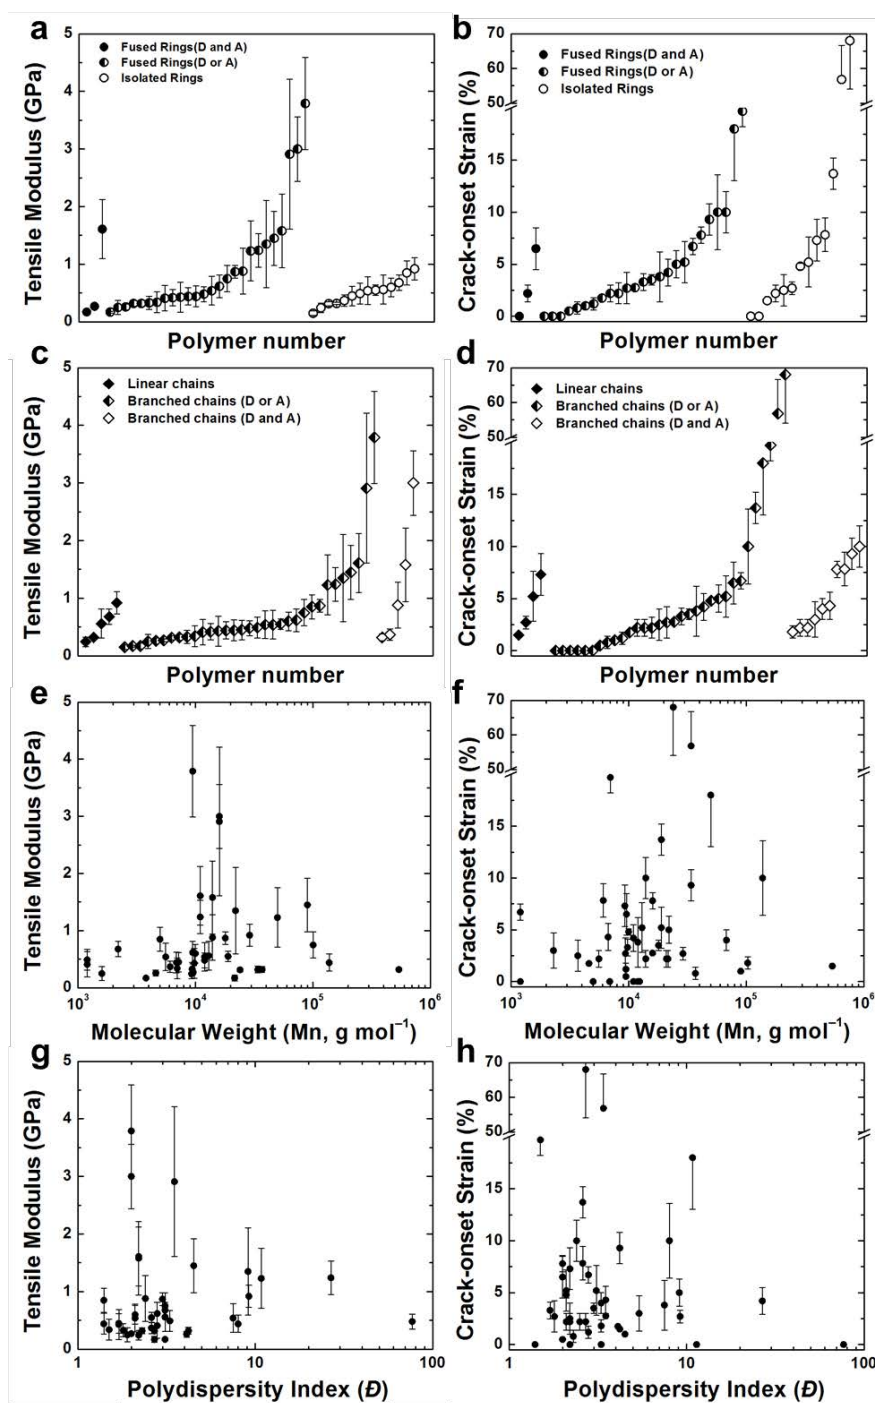 a
5
4
3
2
1
0
Tensile Modulus (GPa)
Fused Rings(D and A)
Fused Rings(D or A)
Isolated Rings
Polymer number
b
70
60
50
15
10
5
0
Crack-onset Strain (%)
Fused Rings(D and A)
Fused Rings(D or A)
Isolated Rings
Polymer number
c
5
4
3
2
1
0
Tensile Modulus (GPa)
Linear chains
Branched chains (D or A)
Branched chains (D and A)
Polymer number
d
70
60
50
15
10
5
0
Crack-onset Strain (%)
Linear chains
Branched chains (D or A)
Branched chains (D and A)
Polymer number
e
5
4
3
2
1
0
Tensile Modulus (GPa)
10³ 10⁴ 10⁵ 10⁶
Molecular Weight (Mn, g mol⁻¹)
f
70
60
50
15
10
5
0
Crack-onset Strain (%)
10³ 10⁴ 10⁵ 10⁶
Molecular Weight (Mn, g mol⁻¹)
g
5
4
3
2
1
0
Tensile Modulus (GPa)
1 10 100
Polydispersity Index (Đ)
h
70
60
50
15
10
5
0
Crack-onset Strain (%)
1 10 100
Polydispersity Index (Đ)